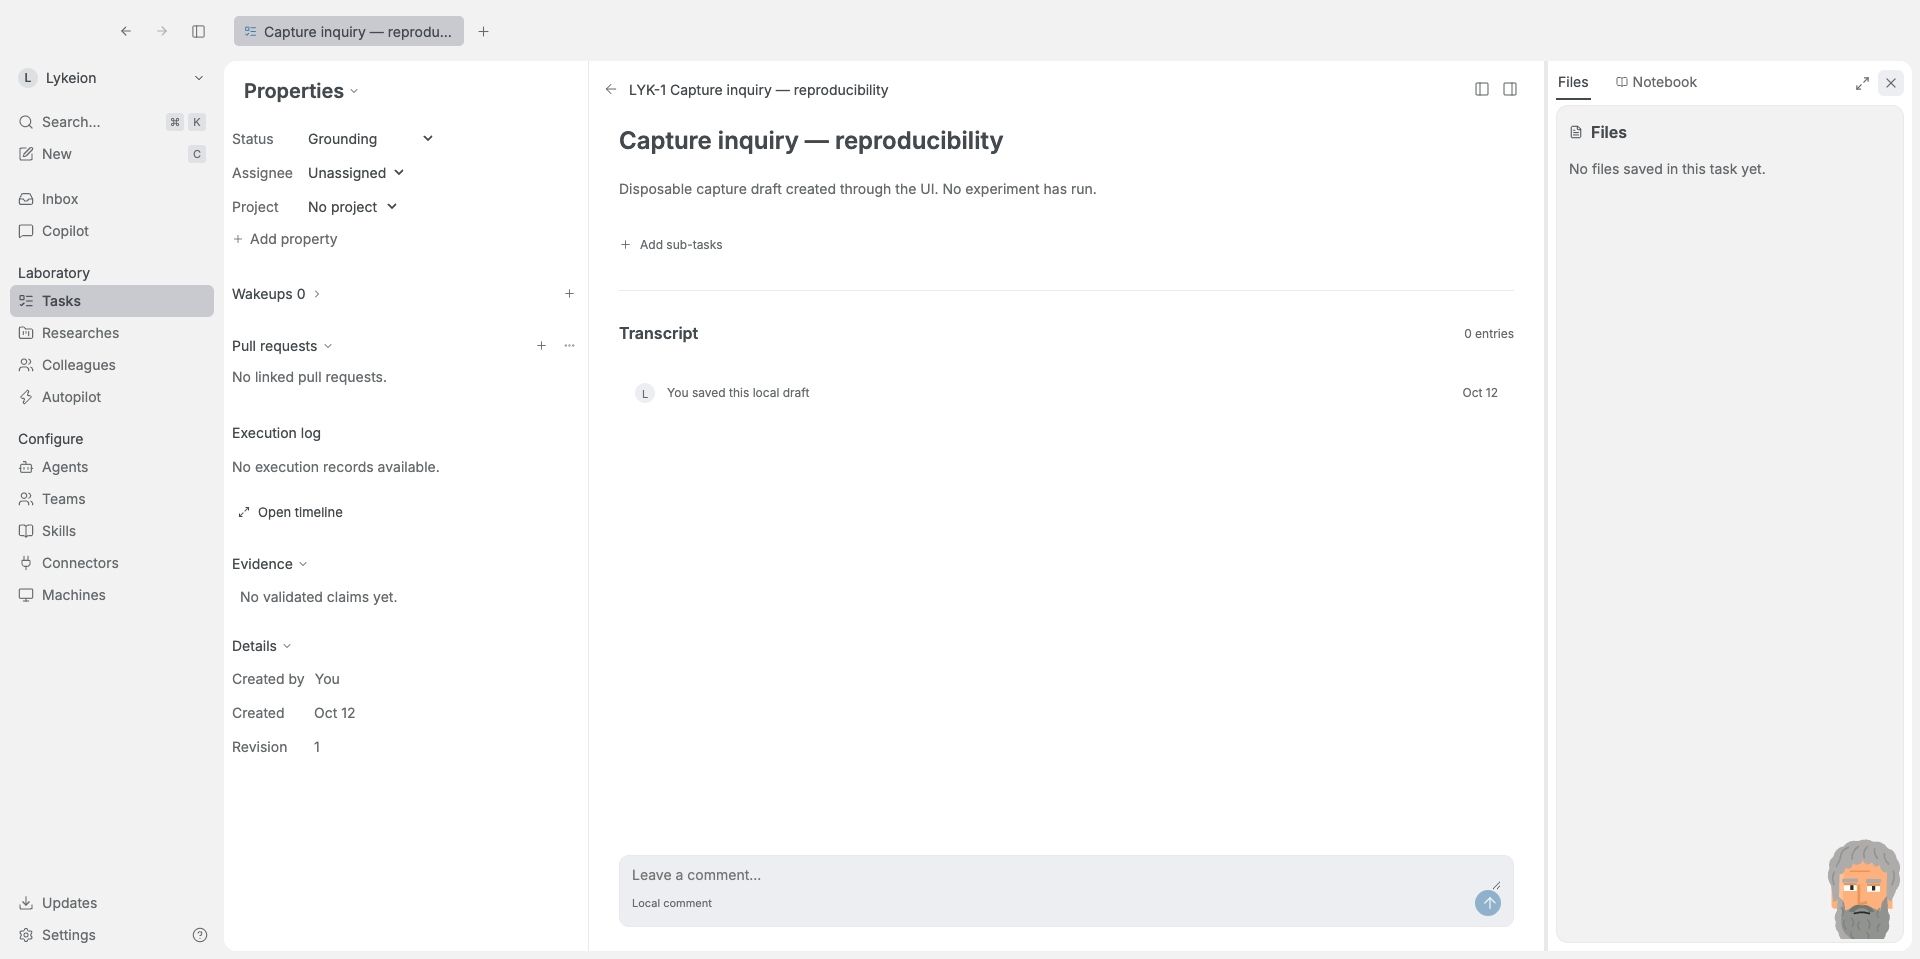 Capture inquiry — reprodu...
L Lykeion
Search... ⌘ K
New C
Inbox
Copilot
Laboratory
Tasks
Researches
Colleagues
Autopilot
Configure
Agents
Teams
Skills
Connectors
Machines
Updates
Settings
Properties
Status Grounding
Assignee Unassigned
Project No project
Add property
Wakeups 0
Pull requests
No linked pull requests.
Execution log
No execution records available.
Open timeline
Evidence
No validated claims yet.
Details
Created by You
Created Oct 12
Revision 1
LYK-1 Capture inquiry — reproducibility
Capture inquiry — reproducibility
Disposable capture draft created through the UI. No experiment has run.
Add sub-tasks
Transcript 0 entries
L You saved this local draft Oct 12
Leave a comment...
Local comment
Files Notebook
Files
No files saved in this task yet.